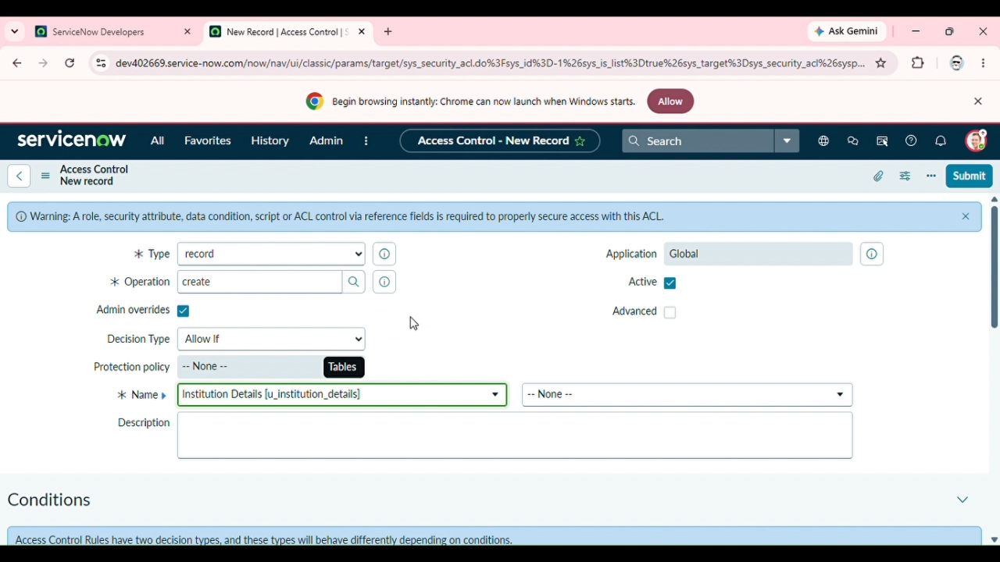 ServiceNow Developers
New Record | Access Control | S
Ask Gemini
dev402669.service-now.com/now/nav/ui/classic/params/target/sys_security_acl.do%3Fsys_id%3D-1%26sys_is_list%3Dtrue%26sys_target%3Dsys_security_acl%26sysp...
Begin browsing instantly: Chrome can now launch when Windows starts.
Allow
servicenow
All
Favorites
History
Admin
Access Control - New Record
Search
Access Control
New record
Submit
Warning: A role, security attribute, data condition, script or ACL control via reference fields is required to properly secure access with this ACL.
Type
record
Application
Global
Operation
create
Active
Admin overrides
Advanced
Decision Type
Allow If
Protection policy
-- None --
Tables
Name
Institution Details [u_institution_details]
-- None --
Description
Conditions
Access Control Rules have two decision types, and these types will behave differently depending on conditions.